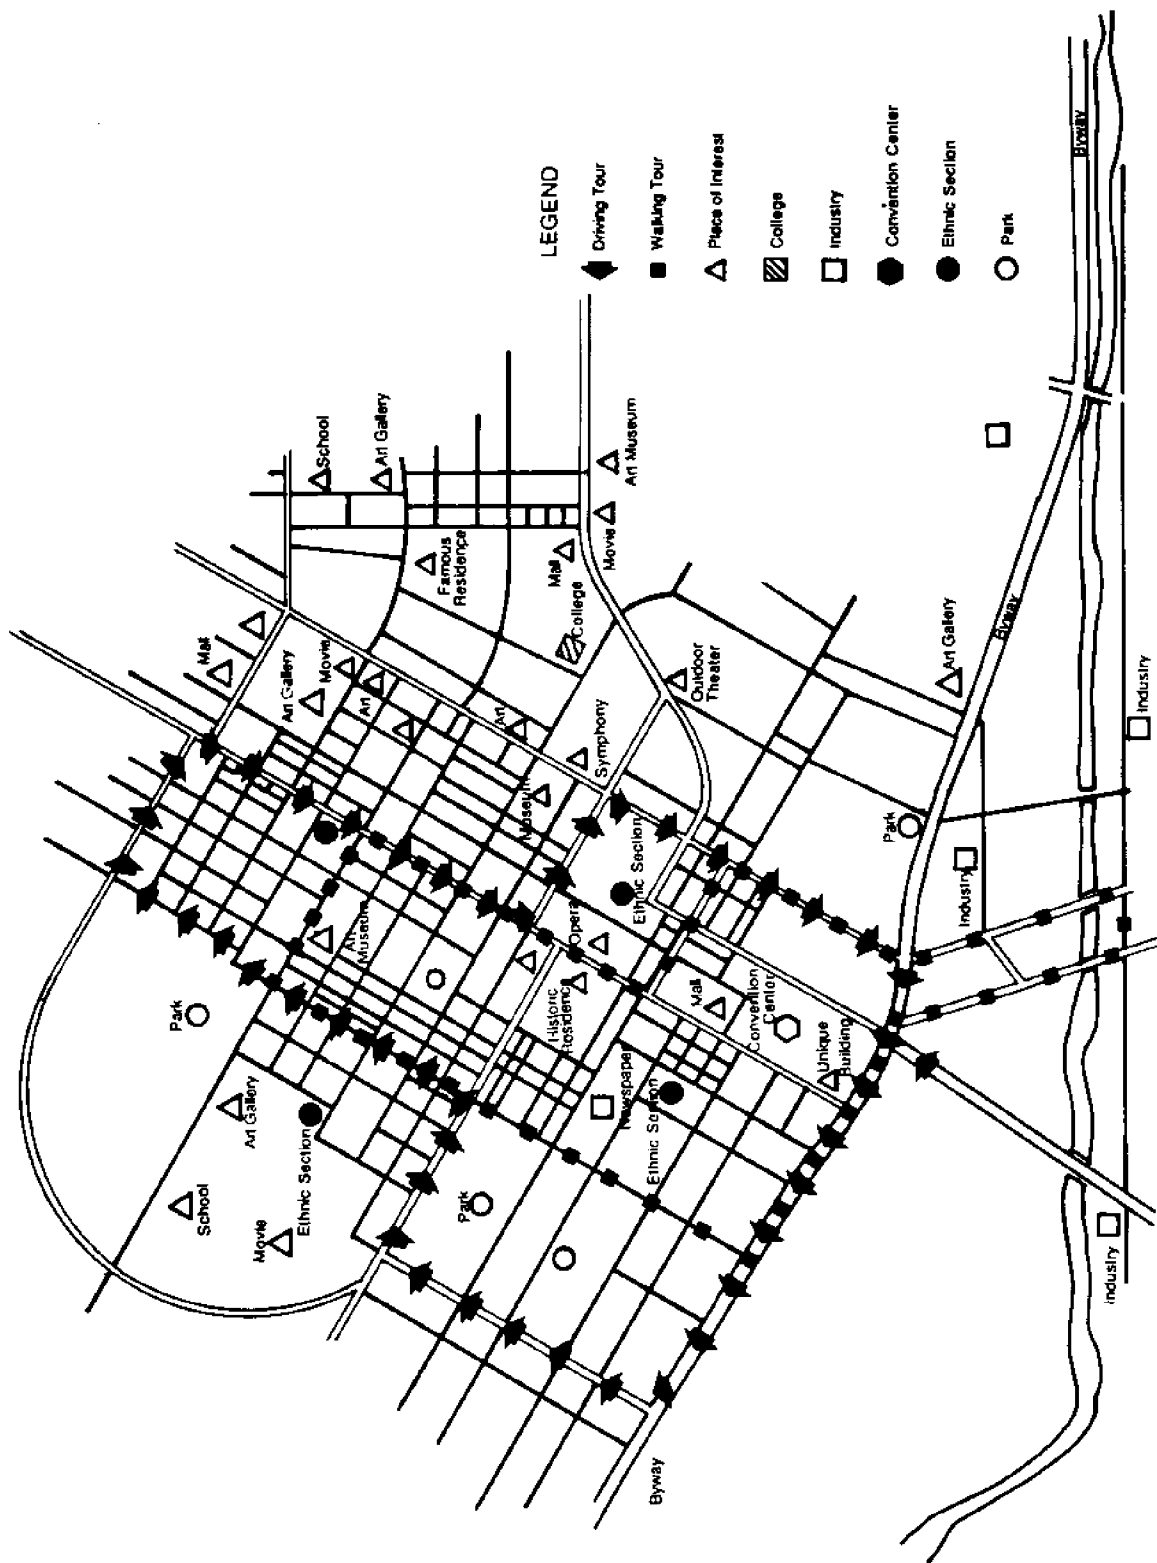 LEGEND
Driving Tour
Walking Tour
Place of Interest
College
Industry
Convention Center
Ethnic Section
Park
School
Art Gallery
Famous
Residence
Mall
Movie
Art Museum
College
Mall
Art Gallery
Movie
Art
Art
Symphony
Museum
Outdoor
Theater
Art Gallery
Byway
Byway
Industry
Park
Industry
Ethnic Section
Opera
Art
Museum
Historic
Residence
Mall
Convention
Center
Unique
Building
Newspaper
Ethnic Section
Park
Art Gallery
Ethnic Section
School
Movie
Park
Byway
Industry